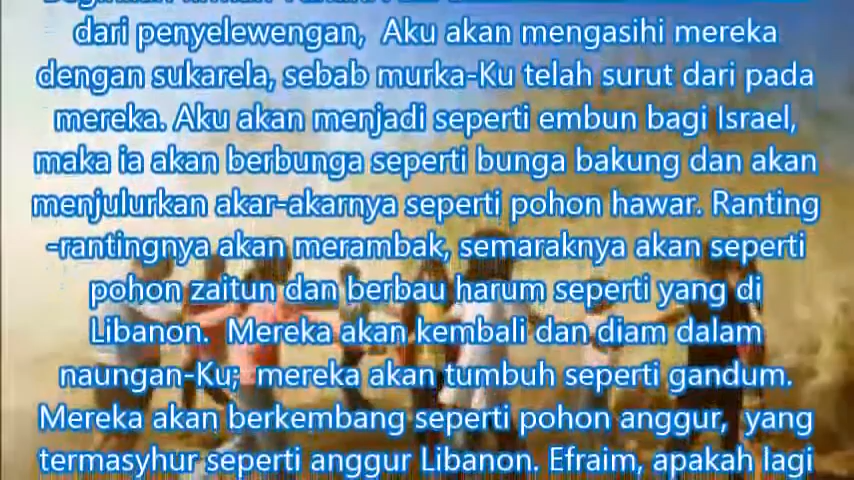 dari penyelewengan, Aku akan mengasihi mereka
dengan sukarela, sebab murka-Ku telah surut dari pada
mereka. Aku akan menjadi seperti embun bagi Israel,
maka ia akan berbunga seperti bunga bakung dan akan
menjulurkan akar-akarnya seperti pohon hawar. Ranting
-rantingnya akan merambak, semaraknya akan seperti
pohon zaitun dan berbau harum seperti yang di
Libanon. Mereka akan kembali dan diam dalam
naungan-Ku; mereka akan tumbuh seperti gandum.
Mereka akan berkembang seperti pohon anggur, yang
termasyhur seperti anggur Libanon. Efraim, apakah lagi